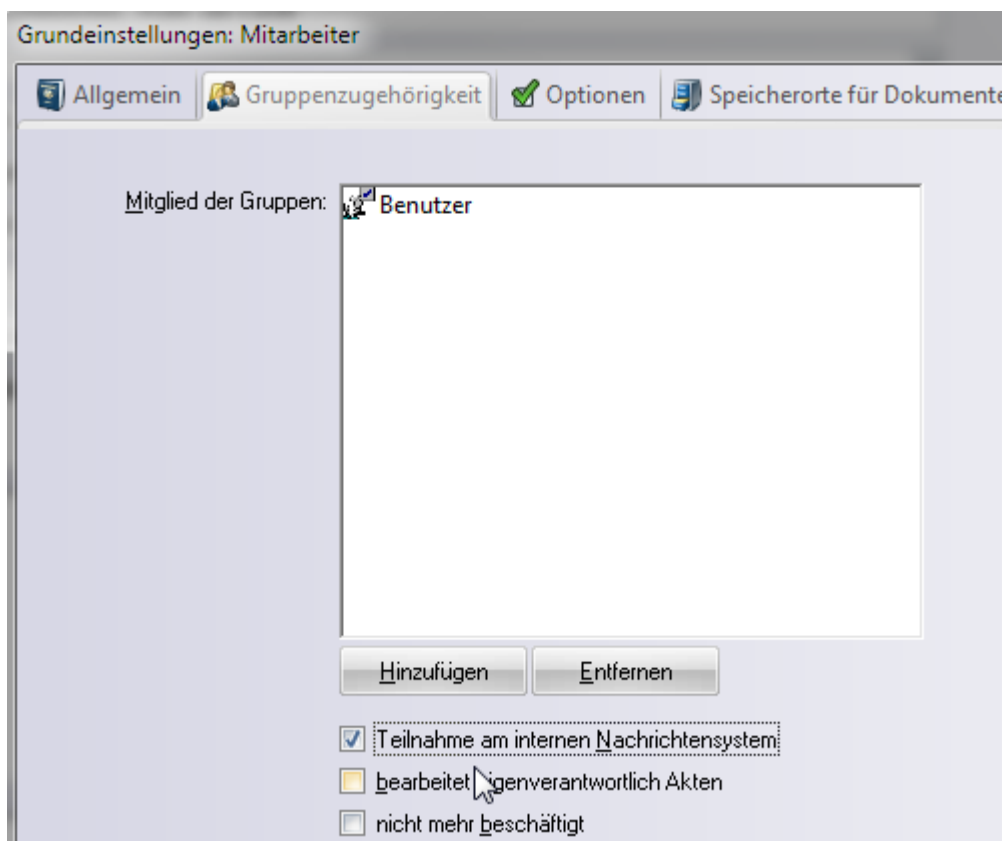 Grundeinstellungen: Mitarbeiter
Allgemein Gruppenzugehörigkeit Optionen Speicherorte für Dokumente
Mitglied der Gruppen: Benutzer
Hinzufügen Entfernen
Teilnahme am internen Nachrichtensystem
bearbeitet eigenverantwortlich Akten
nicht mehr beschäftigt